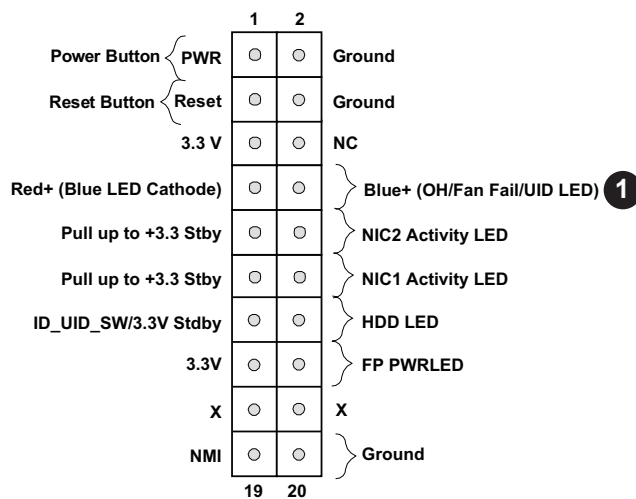 1 2
Power Button PWR Ground
Reset Button Reset Ground
3.3 V NC
Red+ (Blue LED Cathode) Blue+ (OH/Fan Fail/UID LED) 1
Pull up to +3.3 Stby NIC2 Activity LED
Pull up to +3.3 Stby NIC1 Activity LED
ID_UID_SW/3.3V Stdby HDD LED
3.3V FP PWRLED
X X
NMI Ground
19 20